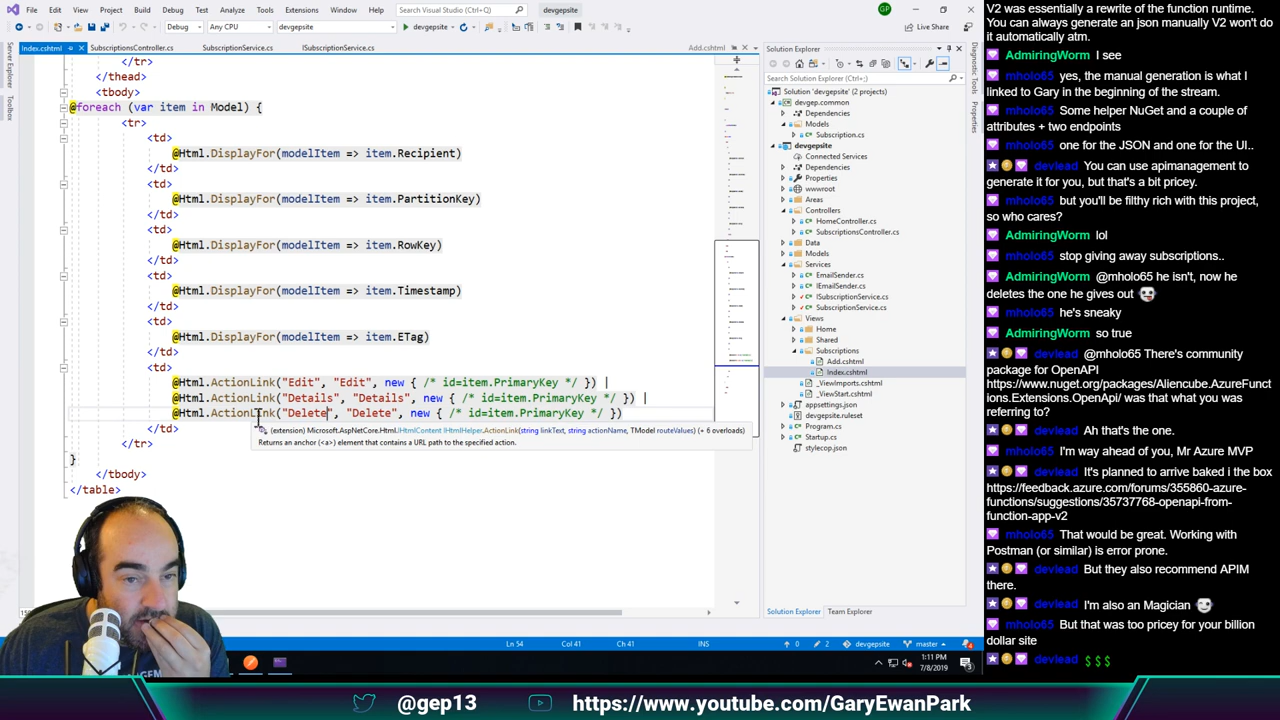 File Edit View Project Build Debug Test Analyze Tools Extensions Window Help Search Visual Studio (Ctrl+Q) devgepsite GP
Debug Any CPU devgepsite devgepsite Live Share
Index.cshtml SubscriptionsController.cs SubscriptionService.cs ISubscriptionService.cs Add.cshtml
Server Explorer
Toolbox
</tr>
</thead>
<tbody>
@foreach (var item in Model) {
<tr>
<td>
@Html.DisplayFor(modelItem => item.Recipient)
</td>
<td>
@Html.DisplayFor(modelItem => item.PartitionKey)
</td>
<td>
@Html.DisplayFor(modelItem => item.RowKey)
</td>
<td>
@Html.DisplayFor(modelItem => item.Timestamp)
</td>
<td>
@Html.DisplayFor(modelItem => item.ETag)
</td>
<td>
@Html.ActionLink("Edit", "Edit", new { /* id=item.PrimaryKey */ }) |
@Html.ActionLink("Details", "Details", new { /* id=item.PrimaryKey */ }) |
@Html.ActionLink("Delete", "Delete", new { /* id=item.PrimaryKey */ })
(extension) Microsoft.AspNetCore.Html.IHtmlContent IHtmlHelper.ActionLink(string linkText, string actionName, TModel routeValues) (+ 6 overloads)
Returns an anchor (<a>) element that contains a URL path to the specified action.
</td>
</tr>
}
</tbody>
</table>
Solution Explorer
Search Solution Explorer (Ctrl+;)
Solution 'devgepsite' (2 projects)
devgep.common
Dependencies
Models
Subscription.cs
devgepsite
Connected Services
Dependencies
Properties
wwwroot
Areas
Controllers
HomeController.cs
SubscriptionsController.cs
Data
Models
Services
EmailSender.cs
IEmailSender.cs
ISubscriptionService.cs
SubscriptionService.cs
Views
Home
Shared
Subscriptions
Add.cshtml
Index.cshtml
_ViewImports.cshtml
_ViewStart.cshtml
appsettings.json
devgepsite.ruleset
Program.cs
Startup.cs
stylecop.json
Solution Explorer Team Explorer
Diagnostic Tools
Properties
Ln 54 Col 41 Ch 41 INS 0 2 devgepsite master
1:11 PM
7/8/2019
3
V2 was essentially a rewrite of the function runtime.
You can always generate an json manually V2 won't do
it automatically atm.
AdmiringWorm I see
mholo65 yes, the manual generation is what I
linked to Gary in the beginning of the stream.
mholo65 Some helper NuGet and a couple of
attributes + two endpoints
mholo65 one for the JSON and one for the UI..
devlead You can use apimanagement to
generate it for you, but that's a bit pricey.
mholo65 but you'll be filthy rich with this project,
so who cares?
AdmiringWorm lol
mholo65 stop giving away subscriptions..
AdmiringWorm @mholo65 he isn't, now he
deletes the one he gives out
mholo65 he's sneaky
AdmiringWorm so true
devlead @mholo65 There's community
package for OpenAPI
https://www.nuget.org/packages/Aliencube.AzureFunct
ions.Extensions.OpenApi/ was that what you was
referring to?
devlead Ah that's the one.
mholo65 I'm way ahead of you, Mr Azure MVP
devlead It's planned to arrive baked i the box
https://feedback.azure.com/forums/355860-azure-
functions/suggestions/35737768-openapi-from-
function-app-v2
mholo65 That would be great. Working with
Postman (or similar) is error prone.
devlead But they also recommend APIM
there.
devlead I'm also an Magician
mholo65 But that was too pricey for your billion
dollar site
devlead $ $ $
@gep13 https://www.youtube.com/GaryEwanPark